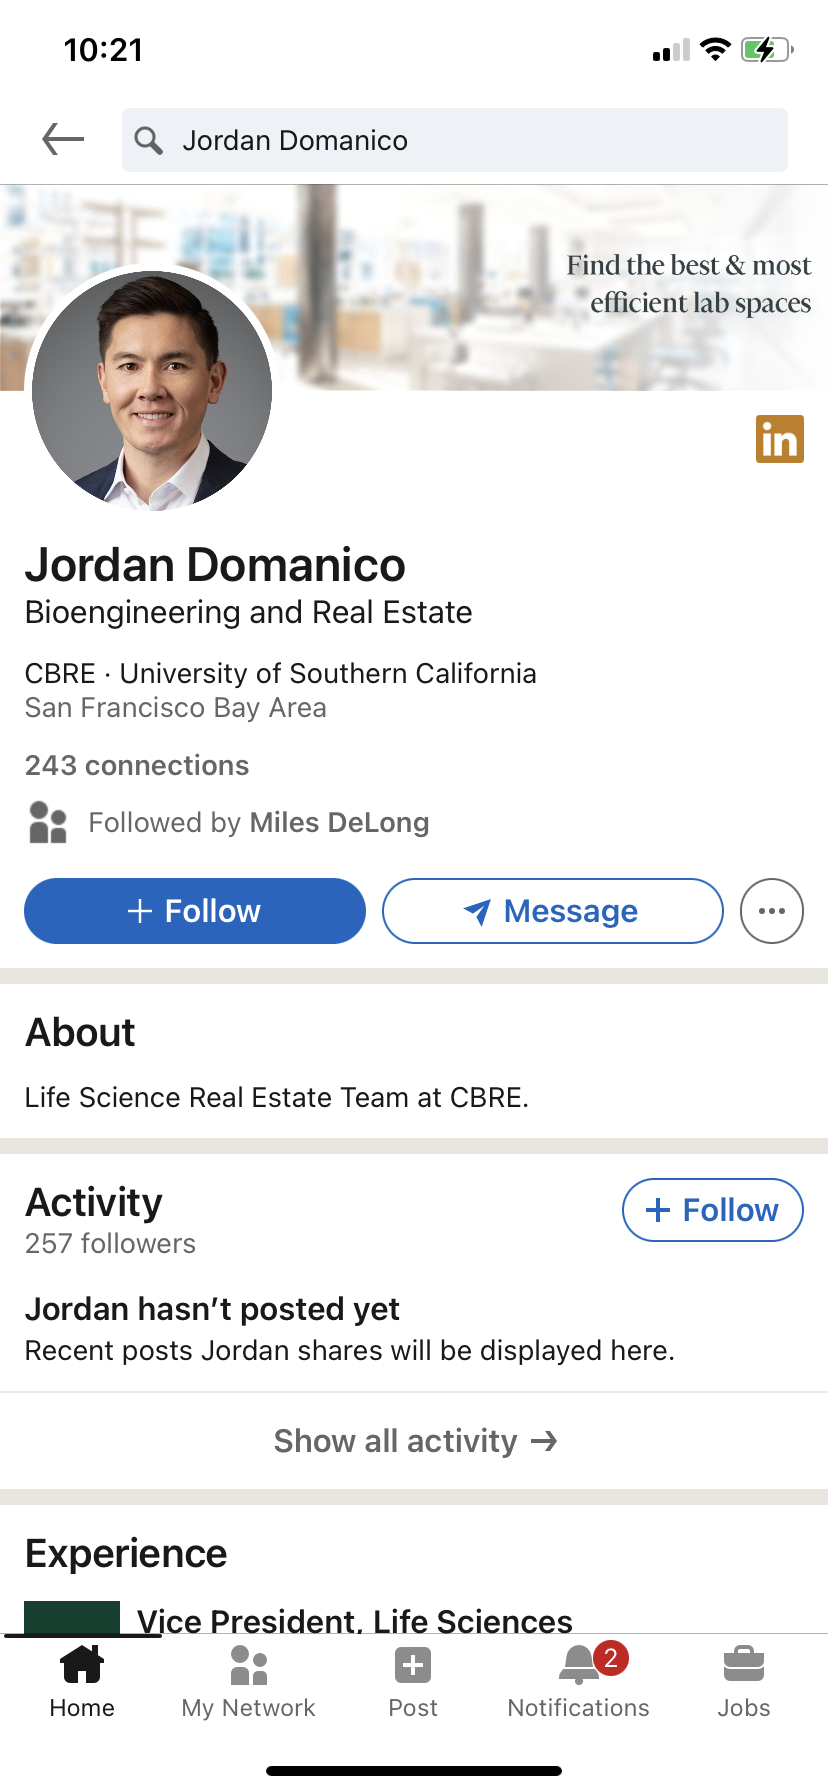 10:21
Jordan Domanico
Find the best & most
efficient lab spaces
in
Jordan Domanico
Bioengineering and Real Estate
CBRE · University of Southern California
San Francisco Bay Area
243 connections
Followed by Miles DeLong
+ Follow
Message
About
Life Science Real Estate Team at CBRE.
Activity
+ Follow
257 followers
Jordan hasn’t posted yet
Recent posts Jordan shares will be displayed here.
Show all activity →
Experience
Vice President, Life Sciences
2
Home
My Network
Post
Notifications
Jobs